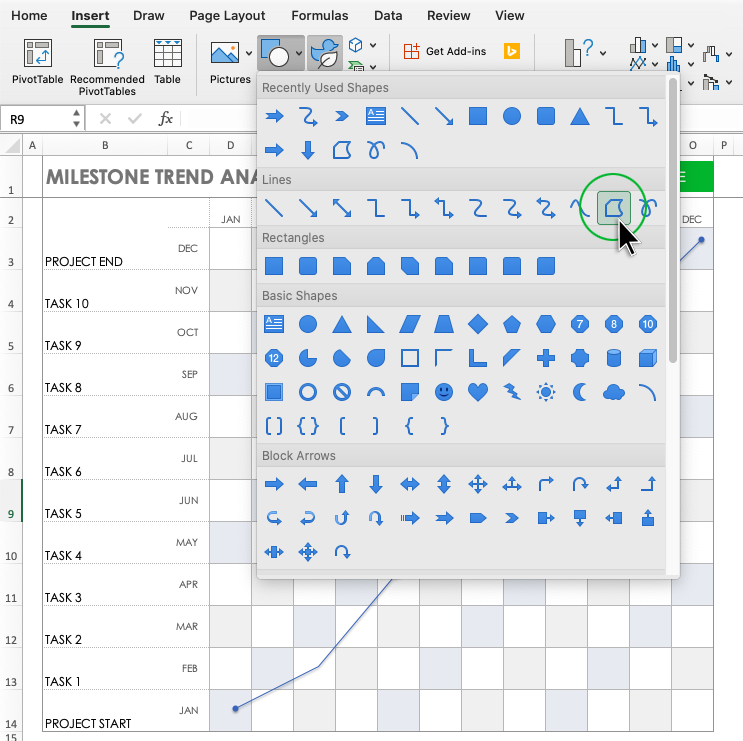 Home Insert Draw Page Layout Formulas Data Review View
PivotTable Recommended PivotTables Table Pictures Get Add-ins
R9 fx
A B C D O P
Recently Used Shapes
Lines
Rectangles
Basic Shapes
7 8 10
12
Block Arrows
1 MILESTONE TREND ANA E
2 JAN DEC
3 PROJECT END DEC
4 TASK 10 NOV
5 TASK 9 OCT
6 TASK 8 SEP
7 TASK 7 AUG
8 TASK 6 JUL
9 TASK 5 JUN
10 TASK 4 MAY
11 TASK 3 APR
12 TASK 2 MAR
13 TASK 1 FEB
14 PROJECT START JAN
15